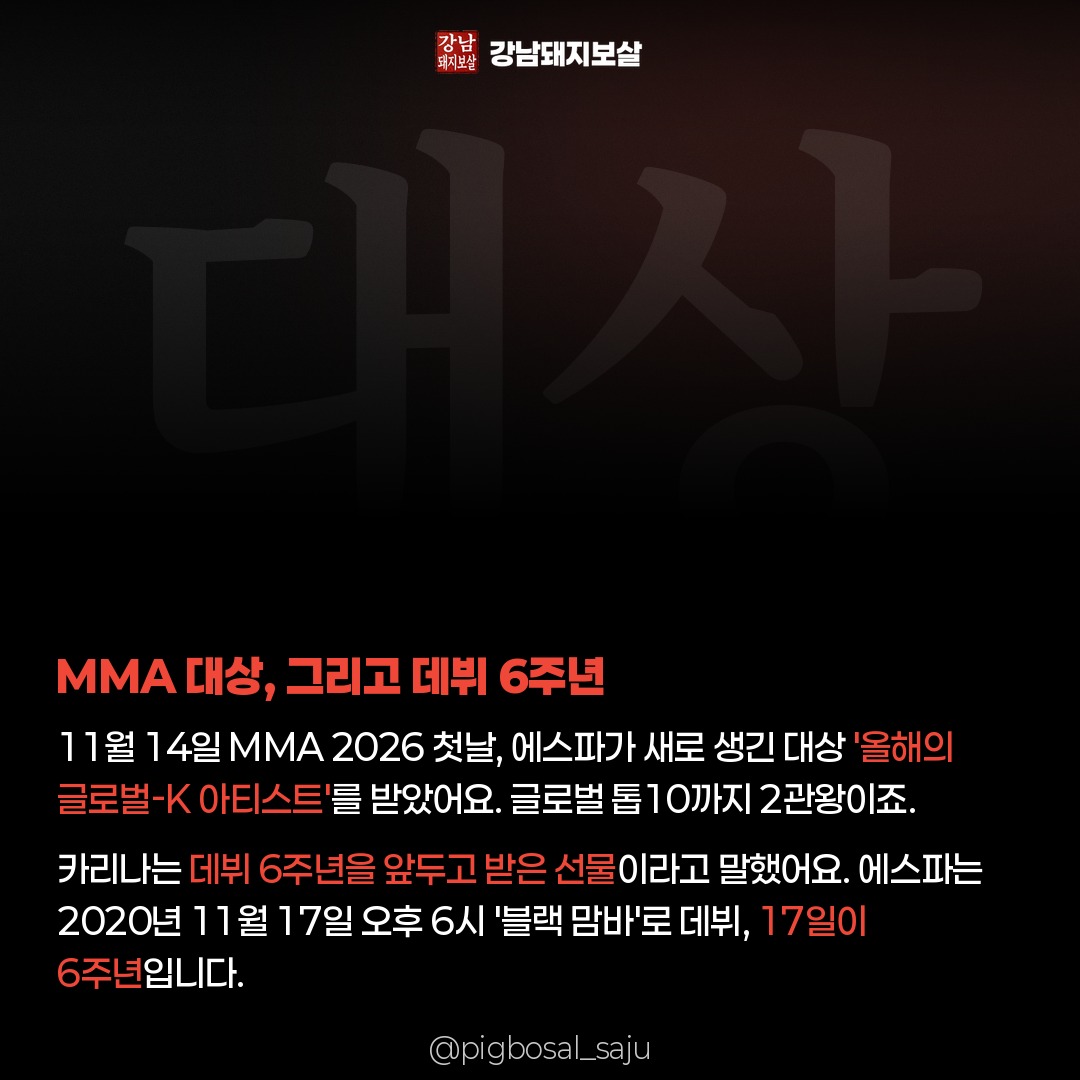 강남
돼지보살
강남돼지보살
대상
MMA 대상, 그리고 데뷔 6주년
11월 14일 MMA 2026 첫날, 에스파가 새로 생긴 대상 '올해의
글로벌-K 아티스트'를 받았어요. 글로벌 톱10까지 2관왕이죠.
카리나는 데뷔 6주년을 앞두고 받은 선물이라고 말했어요. 에스파는
2020년 11월 17일 오후 6시 '블랙 맘바'로 데뷔, 17일이
6주년입니다.
@pigbosal_saju